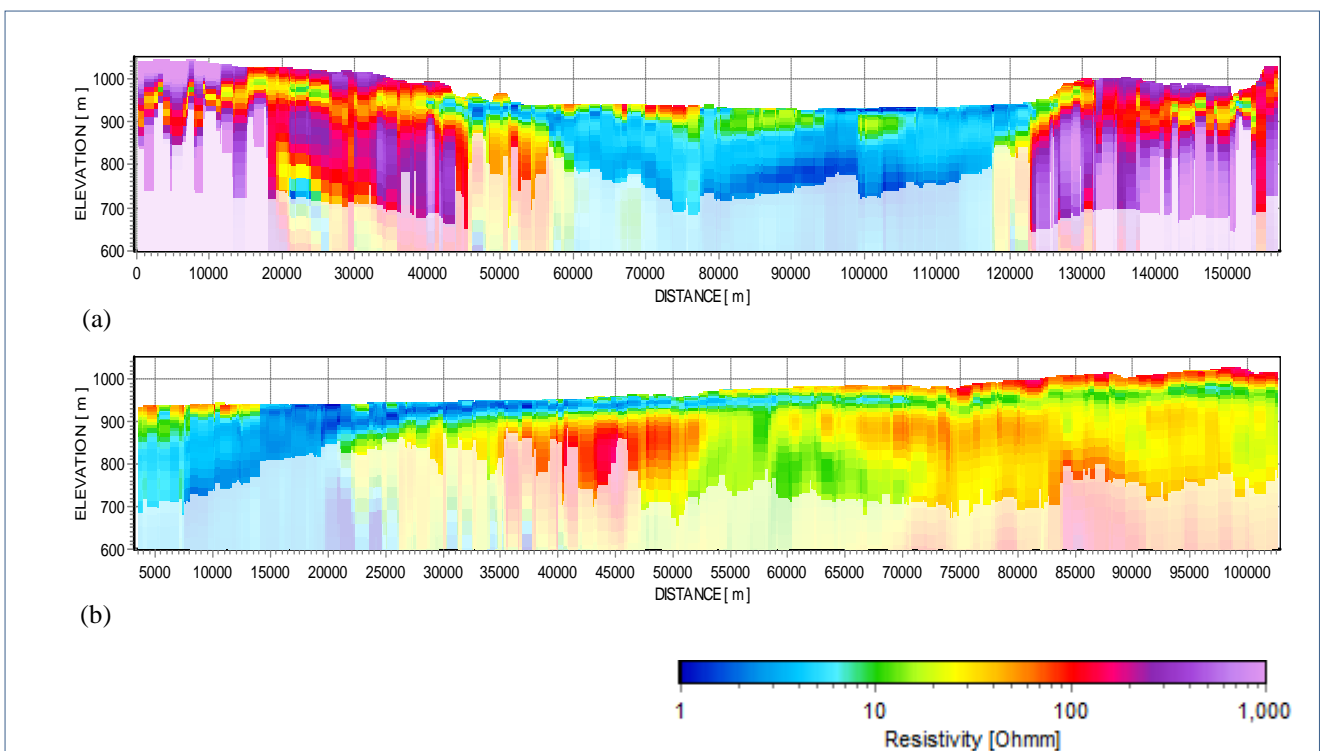 1000
900
800
700
600
ELEVATION [ m ]
0 10000 20000 30000 40000 50000 60000 70000 80000 90000 100000 110000 120000 130000 140000 150000
DISTANCE [ m ]
(a)
1000
900
800
700
600
ELEVATION [ m ]
5000 10000 15000 20000 25000 30000 35000 40000 45000 50000 55000 60000 65000 70000 75000 80000 85000 90000 95000 100000
DISTANCE [ m ]
(b)
1 10 100 1,000
Resistivity [Ohmm]